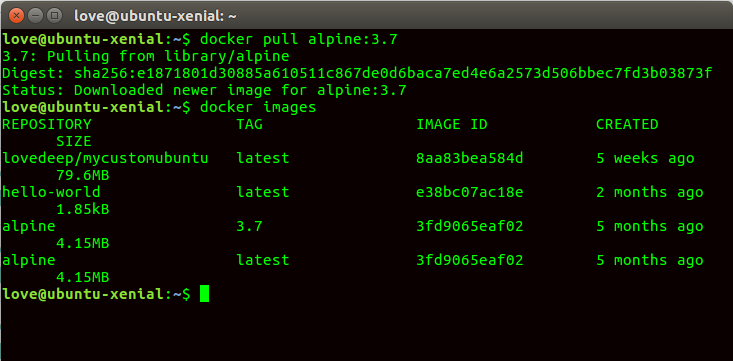 love@ubuntu-xenial: ~
love@ubuntu-xenial:~$ docker pull alpine:3.7
3.7: Pulling from library/alpine
Digest: sha256:e1871801d30885a610511c867de0d6baca7ed4e6a2573d506bbec7fd3b03873f
Status: Downloaded newer image for alpine:3.7
love@ubuntu-xenial:~$ docker images
REPOSITORY TAG IMAGE ID CREATED
SIZE
lovedeep/mycustomubuntu latest 8aa83bea584d 5 weeks ago
79.6MB
hello-world latest e38bc07ac18e 2 months ago
1.85kB
alpine 3.7 3fd9065eaf02 5 months ago
4.15MB
alpine latest 3fd9065eaf02 5 months ago
4.15MB
love@ubuntu-xenial:~$